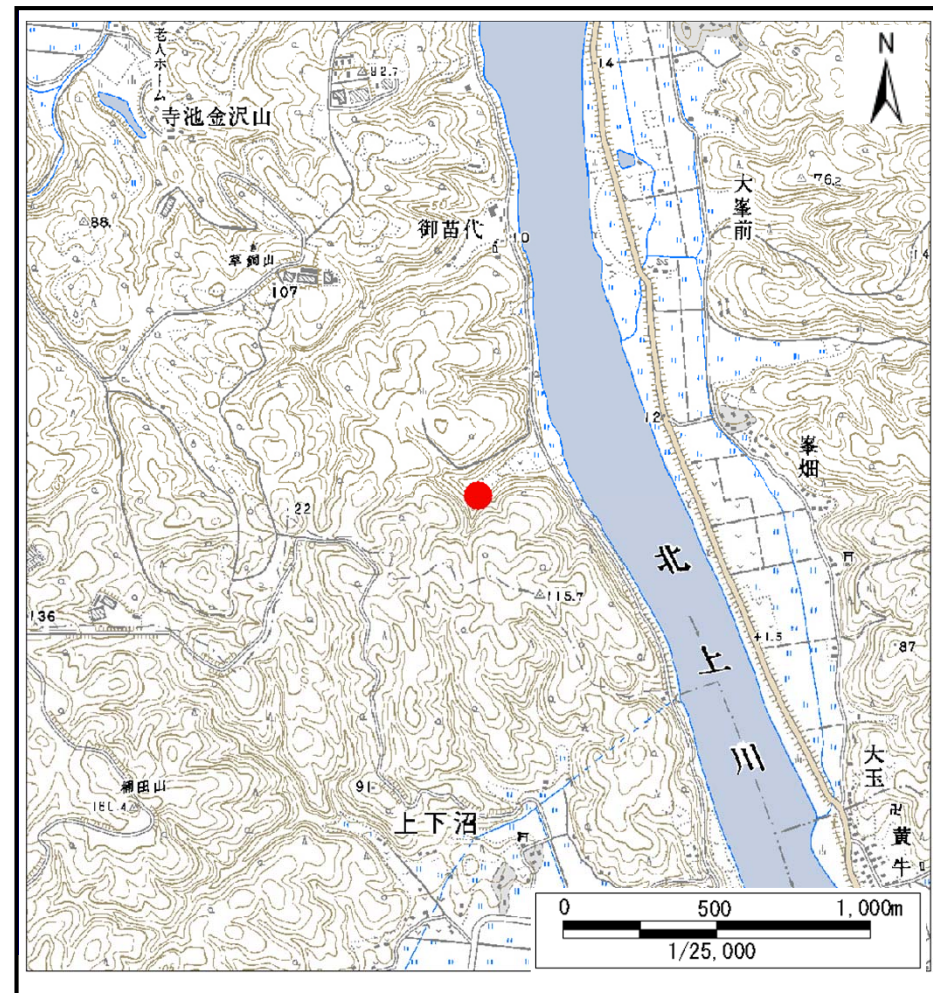 N
老人ホーム
82.7
14
寺池金沢山
大峯前
76.2
88.
御苗代
10
107
12
峯畑
22
北上川
115.7
136
+1.5
87
大玉
91
上下沼
黄牛
0 500 1,000m
1/25,000